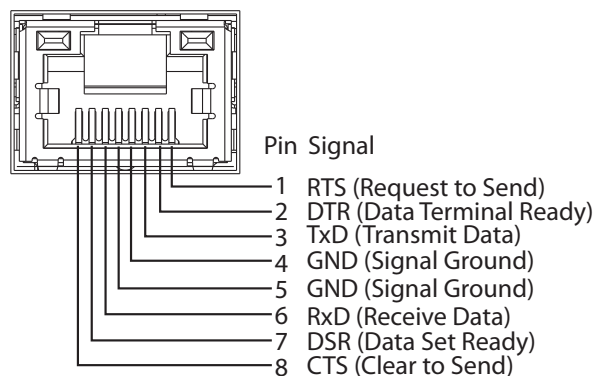 Pin Signal
1 RTS (Request to Send)
2 DTR (Data Terminal Ready)
3 TxD (Transmit Data)
4 GND (Signal Ground)
5 GND (Signal Ground)
6 RxD (Receive Data)
7 DSR (Data Set Ready)
8 CTS (Clear to Send)